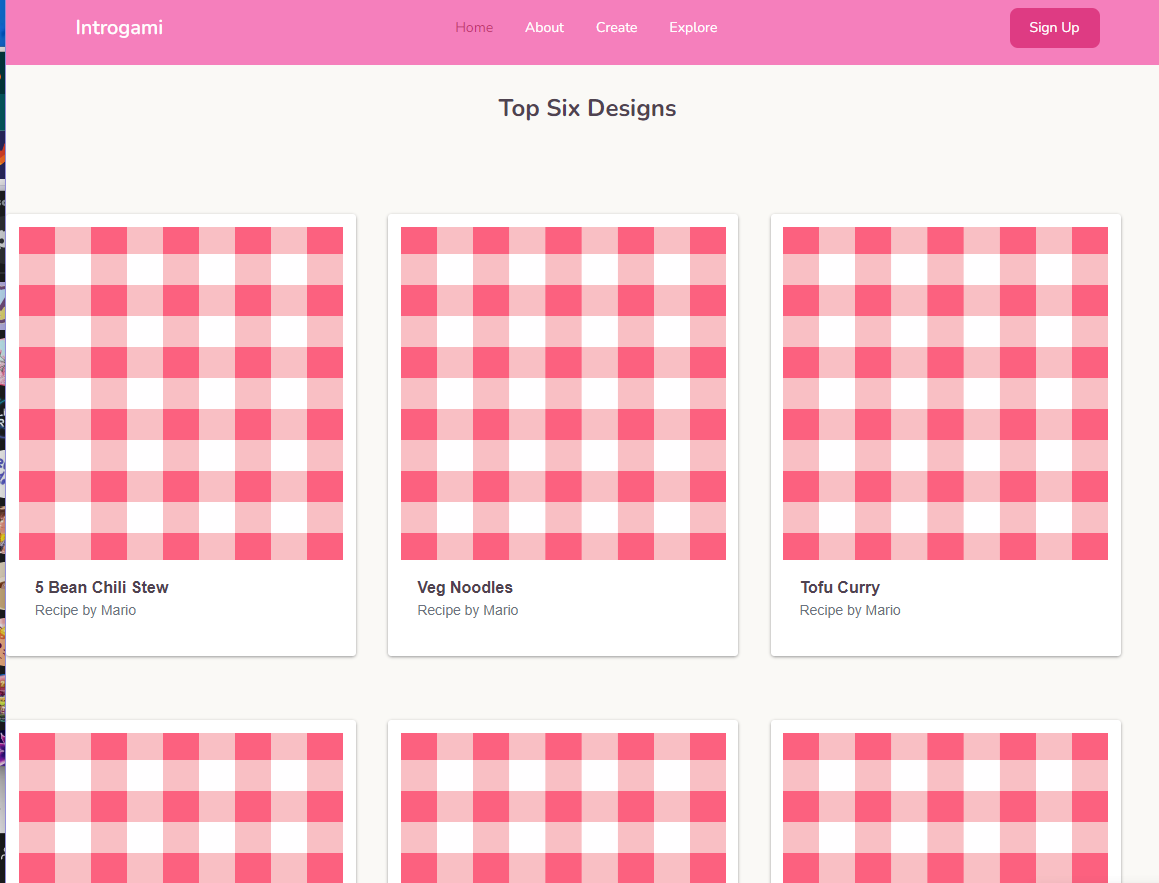 Introgami
Home About Create Explore
Sign Up
Top Six Designs
5 Bean Chili Stew
Recipe by Mario
Veg Noodles
Recipe by Mario
Tofu Curry
Recipe by Mario